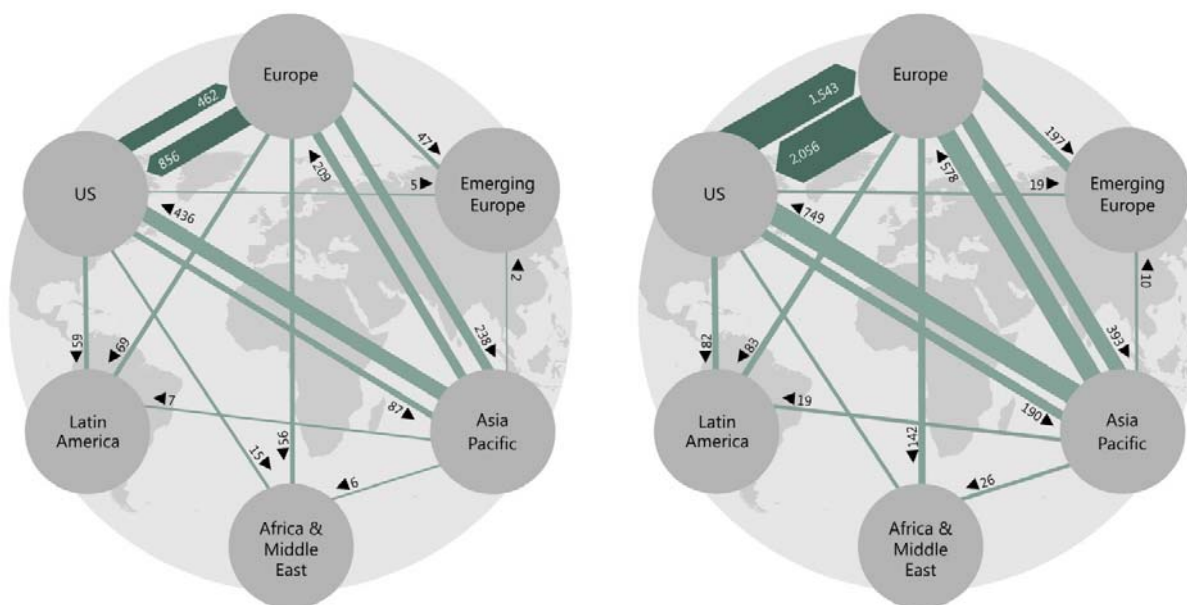 Europe
462
856
47
209
5
US
Emerging
Europe
436
2
59
69
238
7
87
Latin
America
Asia
Pacific
15
56
6
Africa &
Middle
East
Europe
1,543
2,056
197
578
19
US
Emerging
Europe
749
10
82
83
393
19
190
Latin
America
Asia
Pacific
142
26
Africa &
Middle
East